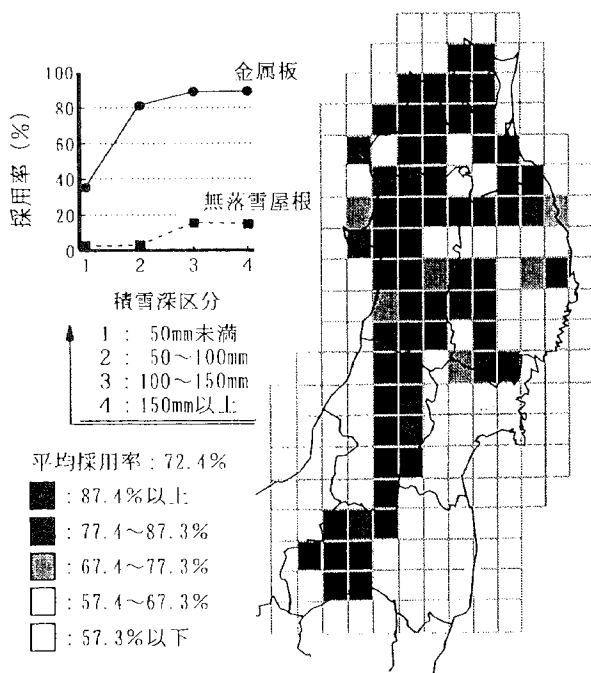 採用率 (%)
100
80
60
40
20
0
金属板
無落雪屋根
1 2 3 4
積雪深区分
1 : 50mm未満
2 : 50～100mm
3 : 100～150mm
4 : 150mm以上
平均採用率 : 72.4%
: 87.4%以上
: 77.4～87.3%
: 67.4～77.3%
: 57.4～67.3%
: 57.3%以下